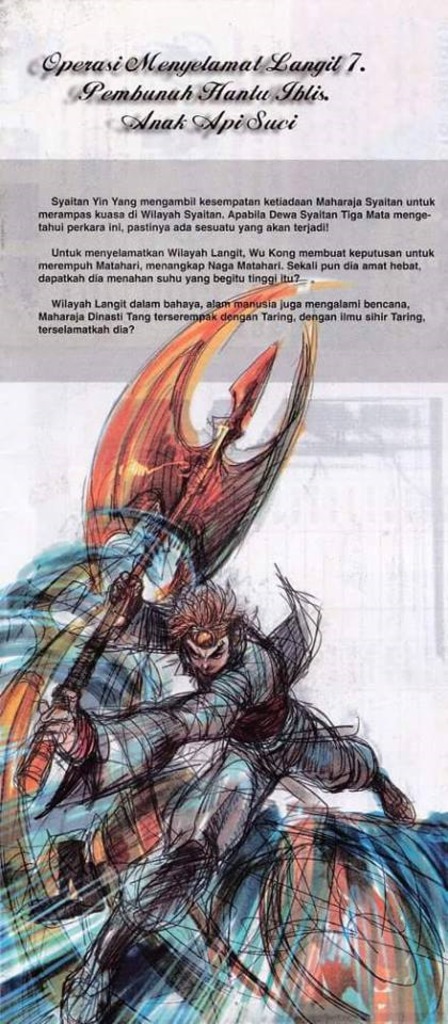 Operasi Menyelamat Langit 7.
Pembunuh Hantu Iblis.
Anak Api Suci
Syaitan Yin Yang mengambil kesempatan ketiadaan Maharaja Syaitan untuk
merampas kuasa di Wilayah Syaitan. Apabila Dewa Syaitan Tiga Mata menge-
tahui perkara ini, pastinya ada sesuatu yang akan terjadi!
Untuk menyelamatkan Wilayah Langit, Wu Kong membuat keputusan untuk
merempuh Matahari, menangkap Naga Matahari. Sekali pun dia amat hebat,
dapatkah dia menahan suhu yang begitu tinggi itu?
Wilayah Langit dalam bahaya, alam manusia juga mengalami bencana,
Maharaja Dinasti Tang terserempak dengan Taring, dengan ilmu sihir Taring,
terselamatkah dia?